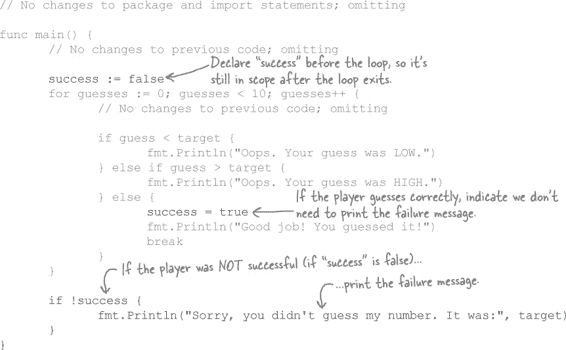 // No changes to package and import statements; omitting
func main() {
// No changes to previous code; omitting
Declare "success" before the loop, so it's
success := false
still in scope after the loop exits.
for guesses := 0; guesses < 10; guesses++ {
// No changes to previous code; omitting
if guess < target {
fmt.Println("Oops. Your guess was LOW.")
} else if guess > target {
fmt.Println("Oops. Your guess was HIGH.")
} else {
If the player guesses correctly, indicate we don't
success = true
need to print the failure message.
fmt.Println("Good job! You guessed it!")
break
}
If the player was NOT successful (if "success" is false)...
}
...print the failure message.
if !success {
fmt.Println("Sorry, you didn't guess my number. It was:", target)
}
}